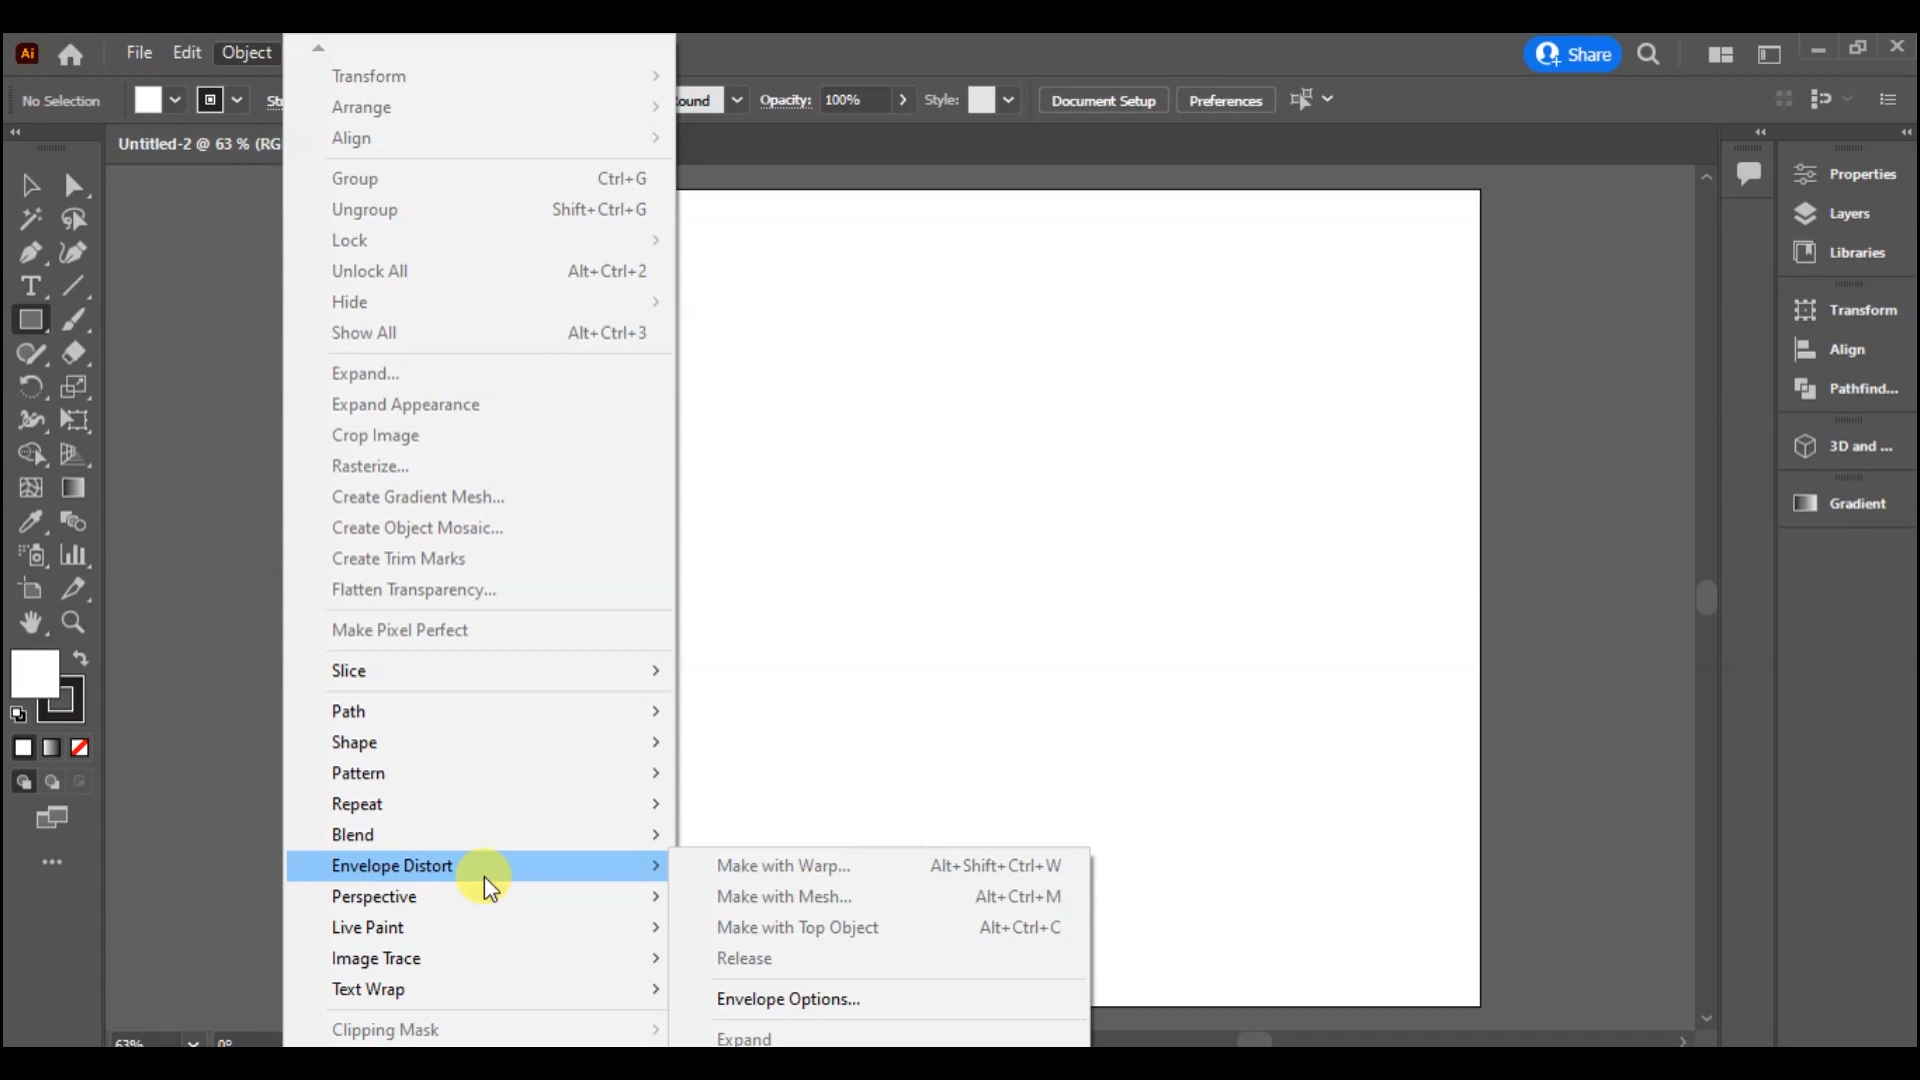 Ai File Edit Object Share
No Selection Opacity: 100% Style: Document Setup Preferences
Untitled-2 @ 63 % (RG
Transform
Arrange
Align
Group Ctrl+G
Ungroup Shift+Ctrl+G
Lock
Unlock All Alt+Ctrl+2
Hide
Show All Alt+Ctrl+3
Expand...
Expand Appearance
Crop Image
Rasterize...
Create Gradient Mesh...
Create Object Mosaic...
Create Trim Marks
Flatten Transparency...
Make Pixel Perfect
Slice
Path
Shape
Pattern
Repeat
Blend
Envelope Distort
Perspective
Live Paint
Image Trace
Text Wrap
Clipping Mask
Make with Warp... Alt+Shift+Ctrl+W
Make with Mesh... Alt+Ctrl+M
Make with Top Object Alt+Ctrl+C
Release
Envelope Options...
Expand
Properties
Layers
Libraries
Transform
Align
Pathfind...
3D and ...
Gradient
63% 0°